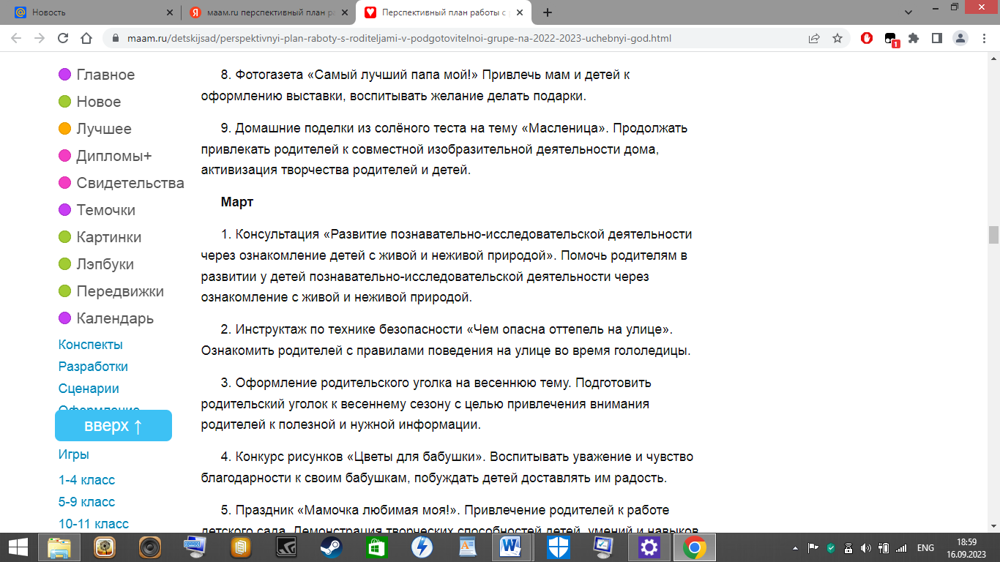 Новость
маам.ru перспективный план ра
Перспективный план работы с р
maam.ru/detskijsad/perspektivnyi-plan-raboty-s-roditeljami-v-podgotovitelnoi-grupe-na-2022-2023-uchebnyi-god.html
1
Главное
Новое
Лучшее
Дипломы+
Свидетельства
Темочки
Картинки
Лэпбуки
Передвижки
Календарь
Конспекты
Разработки
Сценарии
Оформление
вверх ↑
Игры
1-4 класс
5-9 класс
10-11 класс
8. Фотогазета «Самый лучший папа мой!» Привлечь мам и детей к
оформлению выставки, воспитывать желание делать подарки.
9. Домашние поделки из солёного теста на тему «Масленица». Продолжать
привлекать родителей к совместной изобразительной деятельности дома,
активизация творчества родителей и детей.
Март
1. Консультация «Развитие познавательно-исследовательской деятельности
через ознакомление детей с живой и неживой природой». Помочь родителям в
развитии у детей познавательно-исследовательской деятельности через
ознакомление с живой и неживой природой.
2. Инструктаж по технике безопасности «Чем опасна оттепель на улице».
Ознакомить родителей с правилами поведения на улице во время гололедицы.
3. Оформление родительского уголка на весеннюю тему. Подготовить
родительский уголок к весеннему сезону с целью привлечения внимания
родителей к полезной и нужной информации.
4. Конкурс рисунков «Цветы для бабушки». Воспитывать уважение и чувство
благодарности к своим бабушкам, побуждать детей доставлять им радость.
5. Праздник «Мамочка любимая моя!». Привлечение родителей к работе
детского сада. Демонстрация творческих способностей детей, умений и навыков
ENG
18:59
16.09.2023